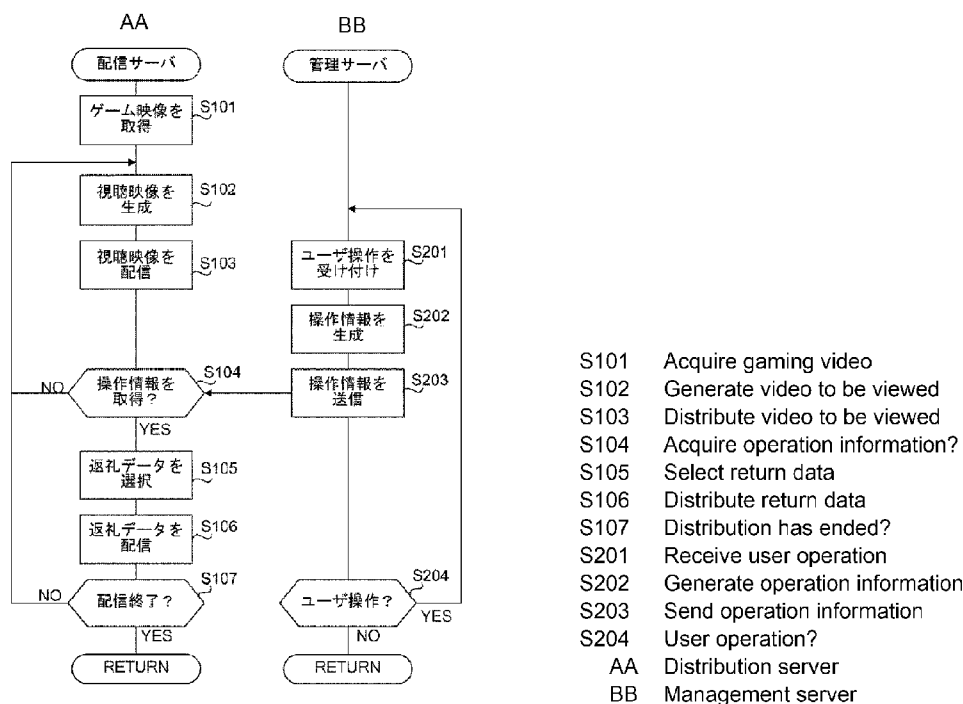 AA
BB
配信サーバ
管理サーバ
ゲーム映像を
取得
S101
視聴映像を
生成
S102
視聴映像を
配信
S103
ユーザ操作を
受け付け
S201
操作情報を
生成
S202
操作情報を
取得？
S104
NO
YES
操作情報を
送信
S203
返礼データを
選択
S105
返礼データを
配信
S106
配信終了？
S107
NO
YES
ユーザ操作？
S204
YES
NO
RETURN
RETURN
S101 Acquire gaming video
S102 Generate video to be viewed
S103 Distribute video to be viewed
S104 Acquire operation information?
S105 Select return data
S106 Distribute return data
S107 Distribution has ended?
S201 Receive user operation
S202 Generate operation information
S203 Send operation information
S204 User operation?
AA Distribution server
BB Management server